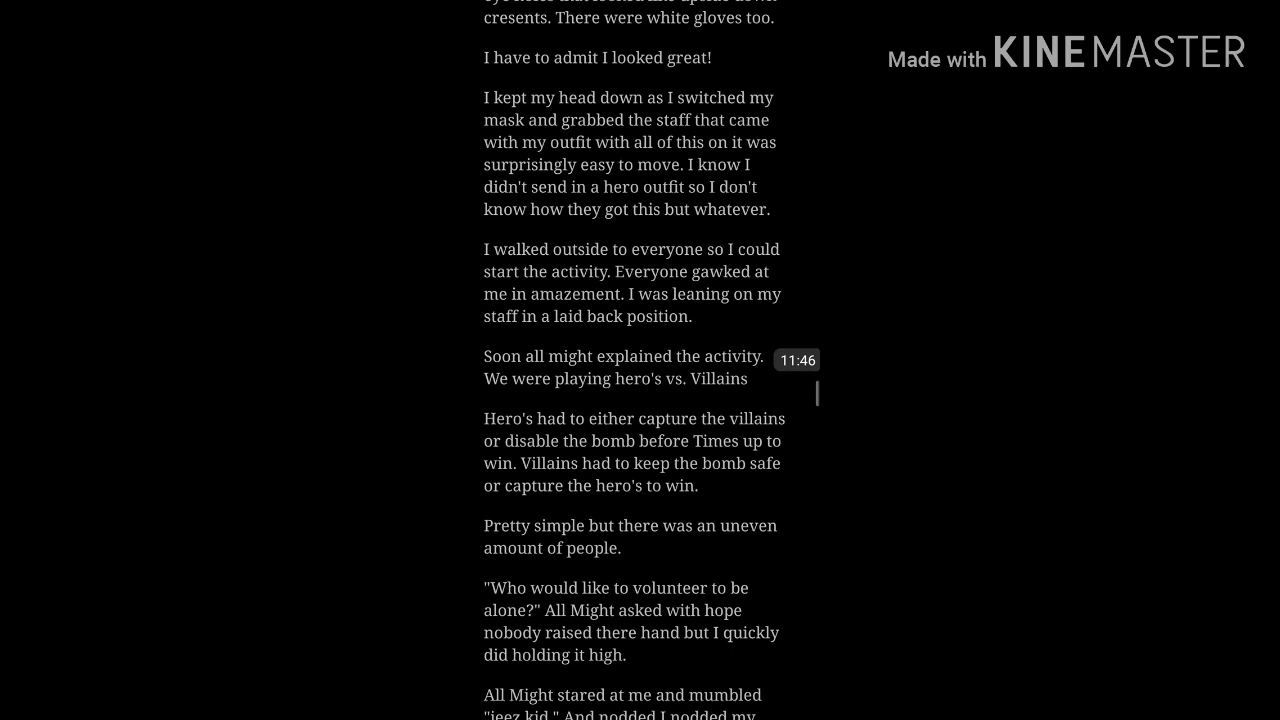 cresents. There were white gloves too.
I have to admit I looked great!
I kept my head down as I switched my
mask and grabbed the staff that came
with my outfit with all of this on it was
surprisingly easy to move. I know I
didn't send in a hero outfit so I don't
know how they got this but whatever.
I walked outside to everyone so I could
start the activity. Everyone gawked at
me in amazement. I was leaning on my
staff in a laid back position.
Soon all might explained the activity.
We were playing hero's vs. Villains
Hero's had to either capture the villains
or disable the bomb before Times up to
win. Villains had to keep the bomb safe
or capture the hero's to win.
Pretty simple but there was an uneven
amount of people.
"Who would like to volunteer to be
alone?" All Might asked with hope
nobody raised there hand but I quickly
did holding it high.
All Might stared at me and mumbled
"jeez kid." And nodded I nodded my
11:46
Made with KINEMASTER